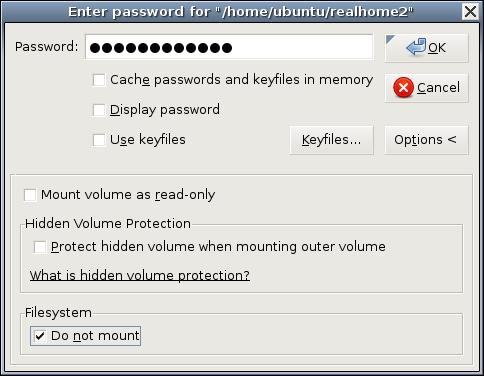 Enter password for "/home/ubuntu/realhome2"
Password: ●●●●●●●●●●●● OK
Cache passwords and keyfiles in memory
Cancel
Display password
Use keyfiles Keyfiles... Options <
Mount volume as read-only
Hidden Volume Protection
Protect hidden volume when mounting outer volume
What is hidden volume protection?
Filesystem
Do not mount